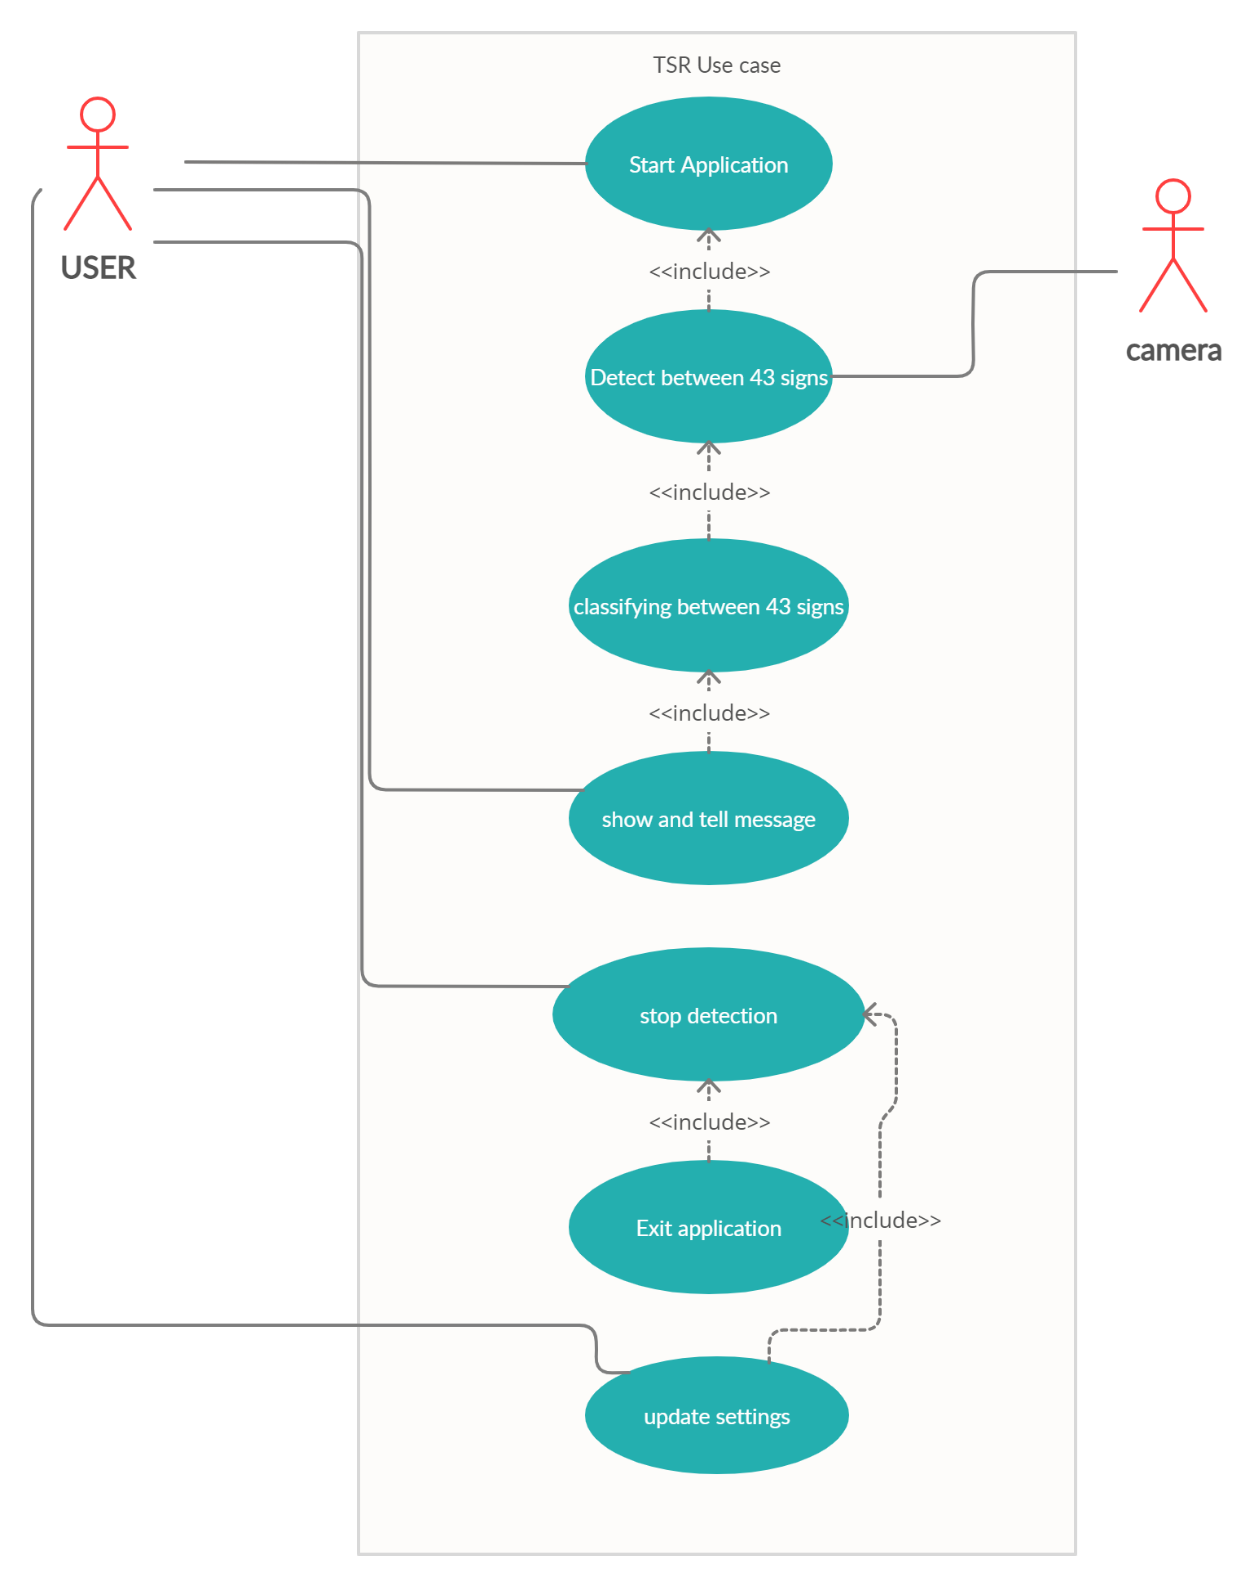 TSR Use case
Start Application
USER
<<include>>
camera
Detect between 43 signs
<<include>>
classifying between 43 signs
<<include>>
show and tell message
stop detection
<<include>>
Exit application
<<include>>
update settings